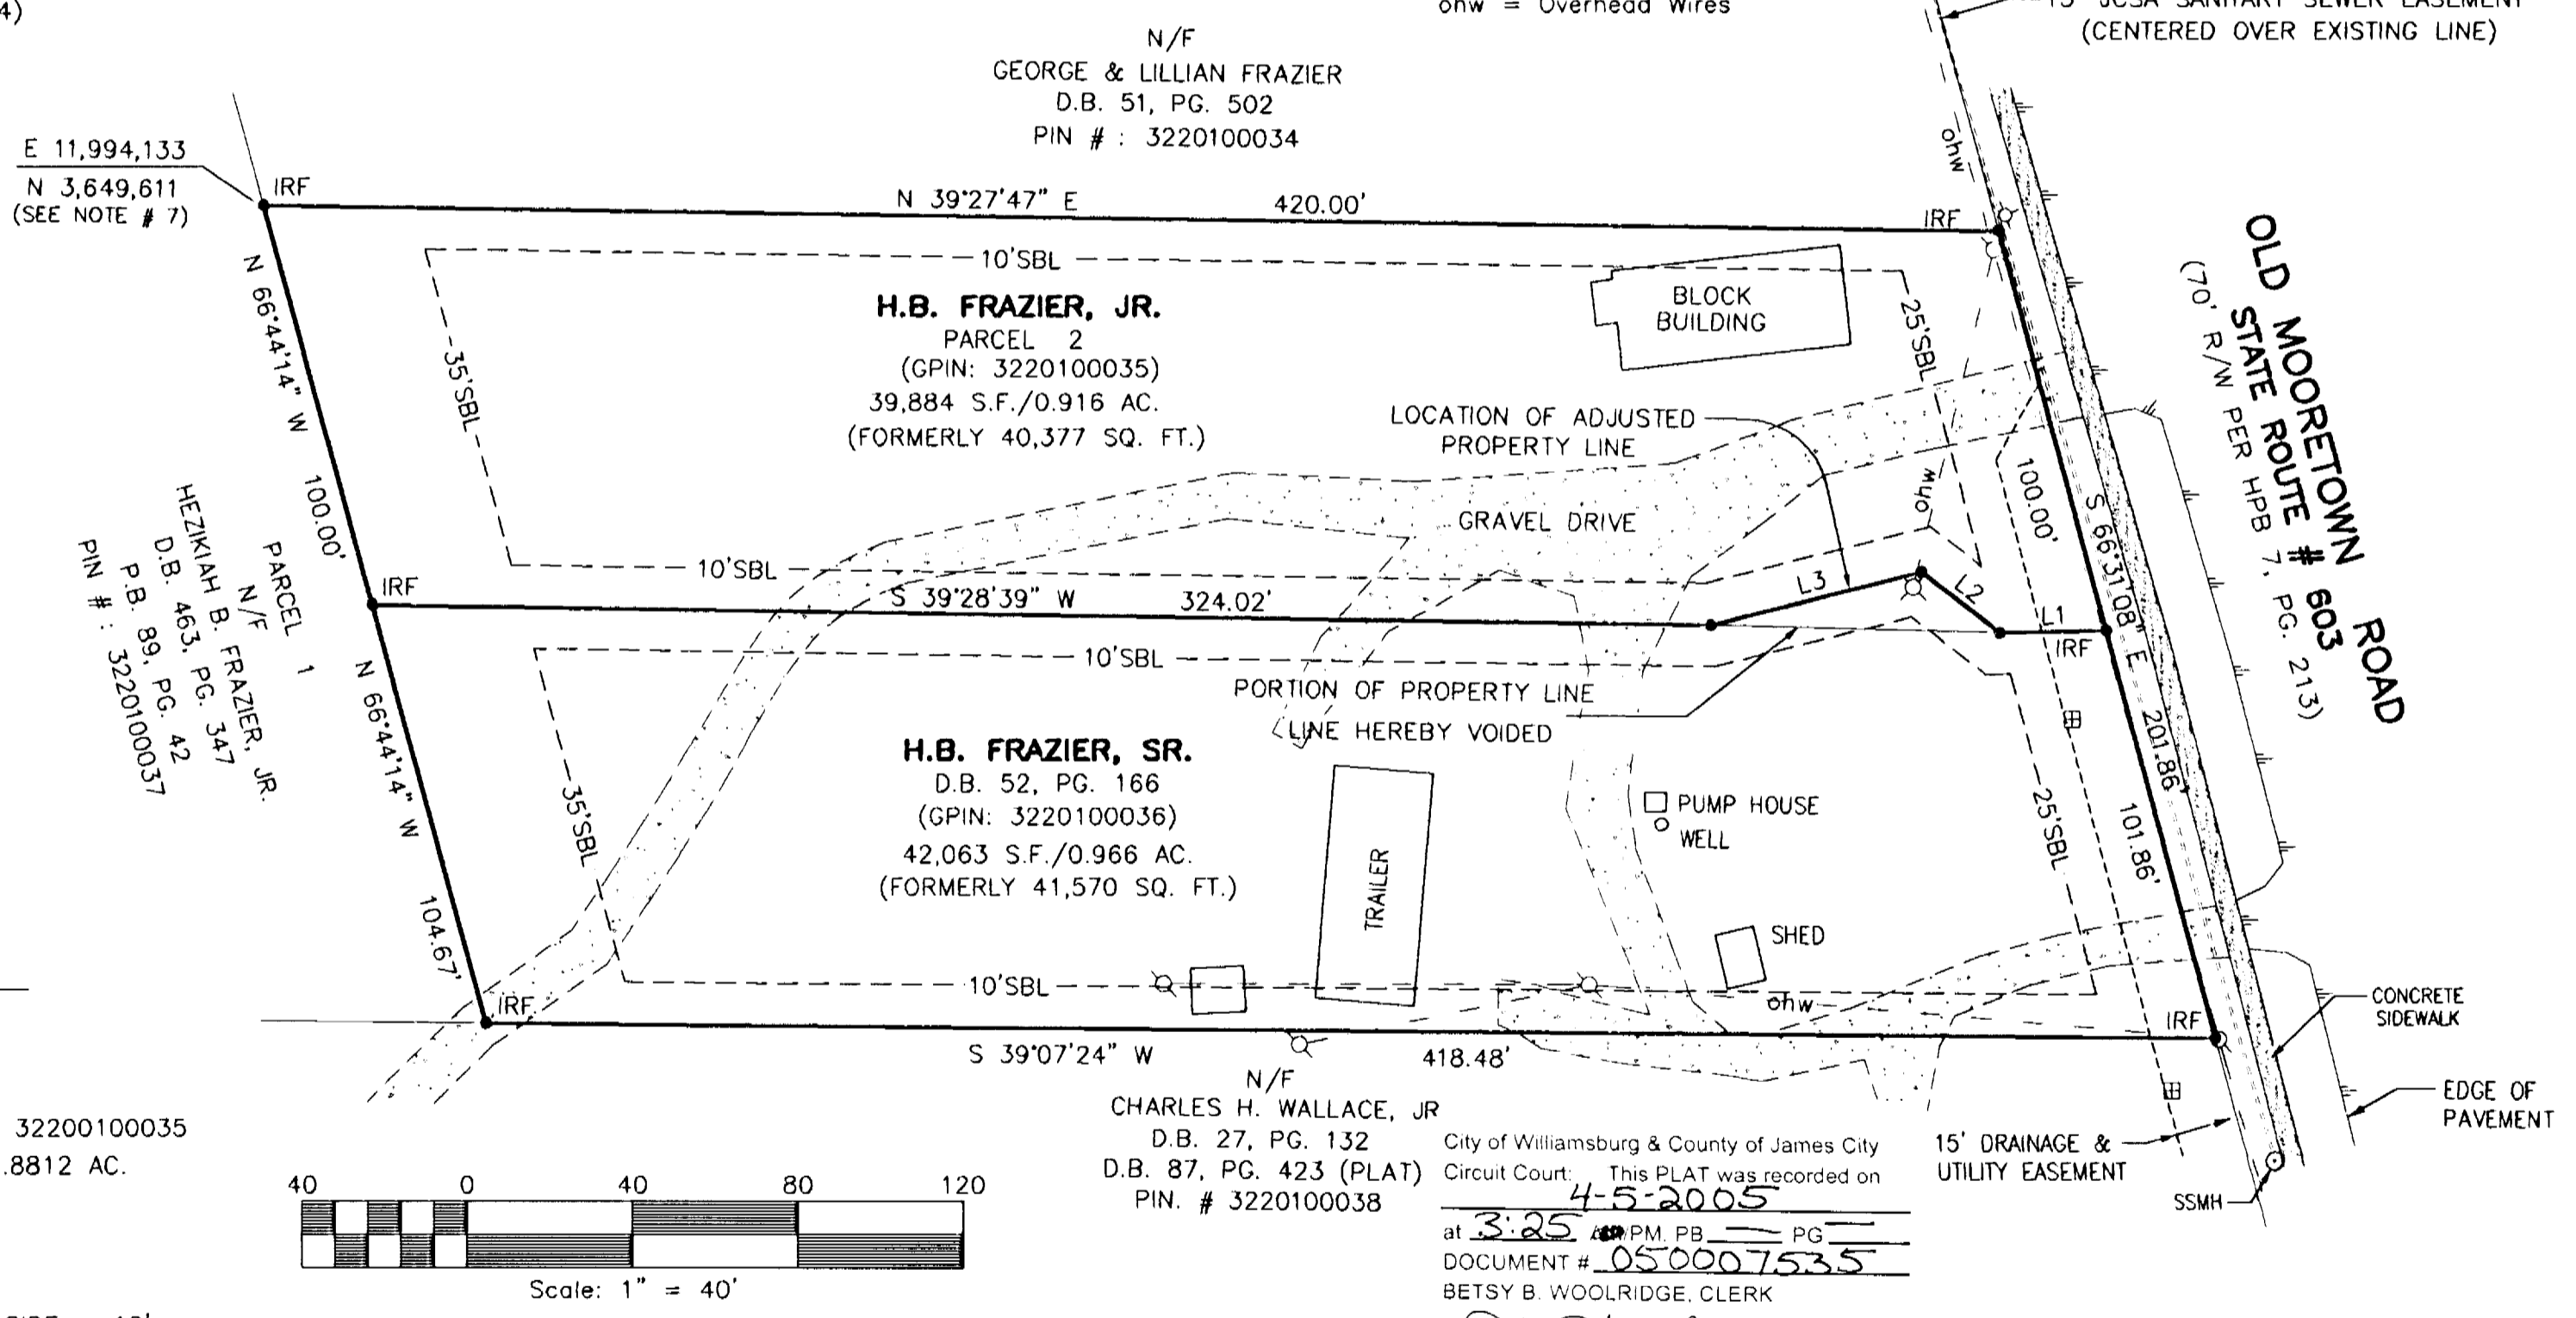 4)
ohw = Overhead Wires
15' JCSA SANITARY SEWER EASEMENT
(CENTERED OVER EXISTING LINE)
N/F
GEORGE & LILLIAN FRAZIER
D.B. 51, PG. 502
PIN # : 3220100034
E 11,994,133
N 3,649,611
(SEE NOTE # 7)
IRF
N 39°27'47" E 420.00'
IRF
ohw
10'SBL
H.B. FRAZIER, JR.
PARCEL 2
(GPIN: 3220100035)
39,884 S.F./0.916 AC.
(FORMERLY 40,377 SQ. FT.)
BLOCK
BUILDING
25'SBL
35'SBL
N 66°44'14" W 100.00'
OLD MOORETOWN ROAD
STATE ROUTE # 603
(70' R/W PER HPB 7, PG. 213)
LOCATION OF ADJUSTED
PROPERTY LINE
GRAVEL DRIVE
ohw
100.00'
S 66°31'08" E 201.86'
10'SBL
IRF
S 39°28'39" W 324.02'
L3
L2
L1
IRF
PARCEL 1
N/F
HEZIKIAH B. FRAZIER, JR.
D.B. 463, PG. 347
P.B. 89, PG. 42
PIN # : 3220100037
10'SBL
PORTION OF PROPERTY LINE
LINE HEREBY VOIDED
N 66°44'14" W
104.67'
35'SBL
H.B. FRAZIER, SR.
D.B. 52, PG. 166
(GPIN: 3220100036)
42,063 S.F./0.966 AC.
(FORMERLY 41,570 SQ. FT.)
TRAILER
PUMP HOUSE
WELL
25'SBL
101.86'
SHED
10'SBL
ohw
IRF
IRF
S 39°07'24" W 418.48'
CONCRETE
SIDEWALK
EDGE OF
PAVEMENT
15' DRAINAGE &
UTILITY EASEMENT
SSMH
N/F
CHARLES H. WALLACE, JR
D.B. 27, PG. 132
D.B. 87, PG. 423 (PLAT)
PIN. # 3220100038
32200100035
.8812 AC.
40 0 40 80 120
Scale: 1" = 40'
City of Williamsburg & County of James City
Circuit Court: This PLAT was recorded on
4-5-2005
at 3:25 /PM. PB PG
DOCUMENT # 050007535
BETSY B. WOOLRIDGE, CLERK